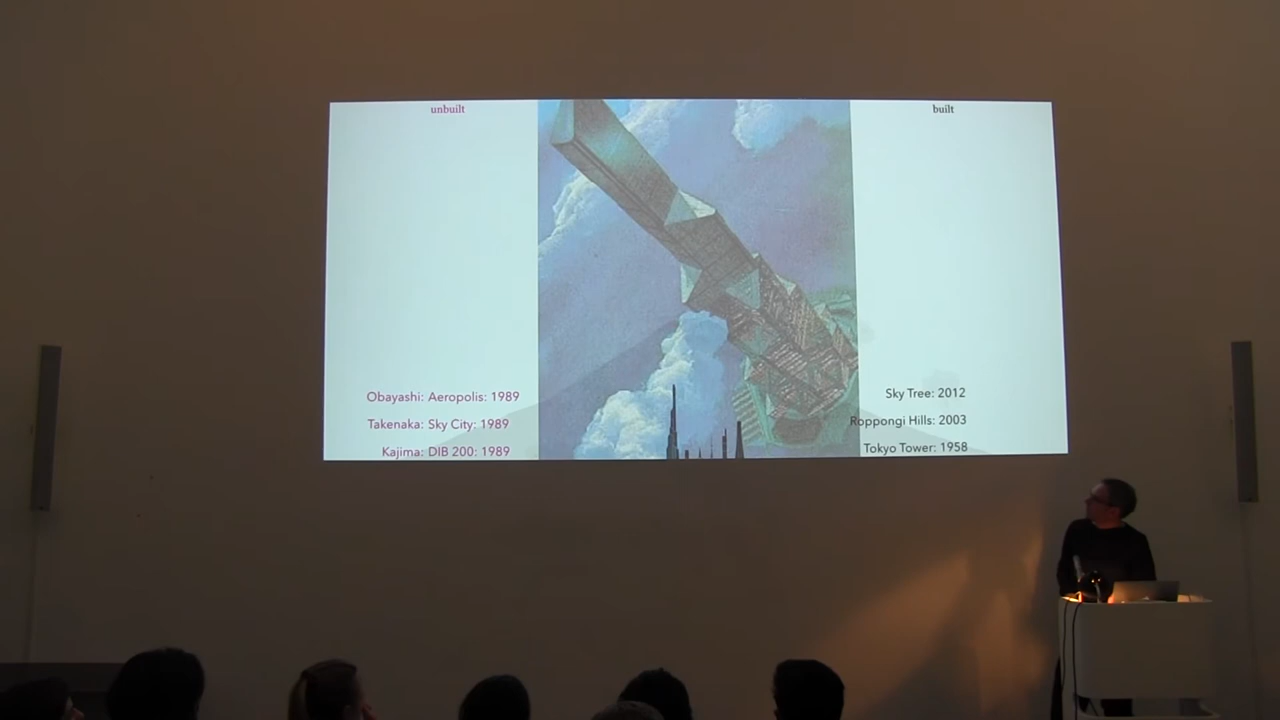 unbuilt
Obayashi: Aeropolis: 1989
Takenaka: Sky City: 1989
Kajima: DIB 200: 1989
built
Sky Tree: 2012
Roppongi Hills: 2003
Tokyo Tower: 1958